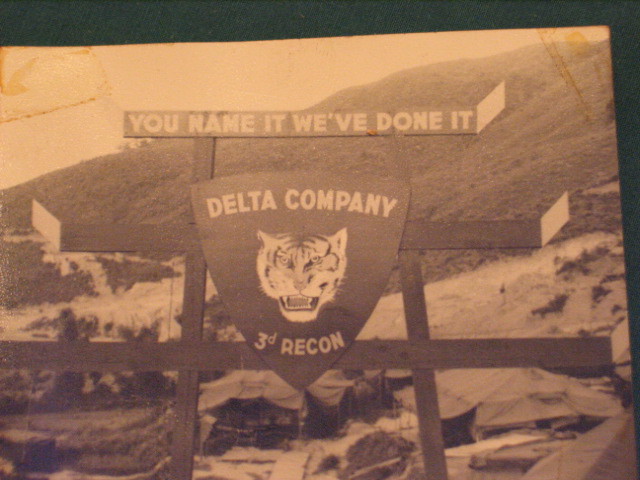 YOU NAME IT WE'VE DONE IT
DELTA COMPANY
3d RECON